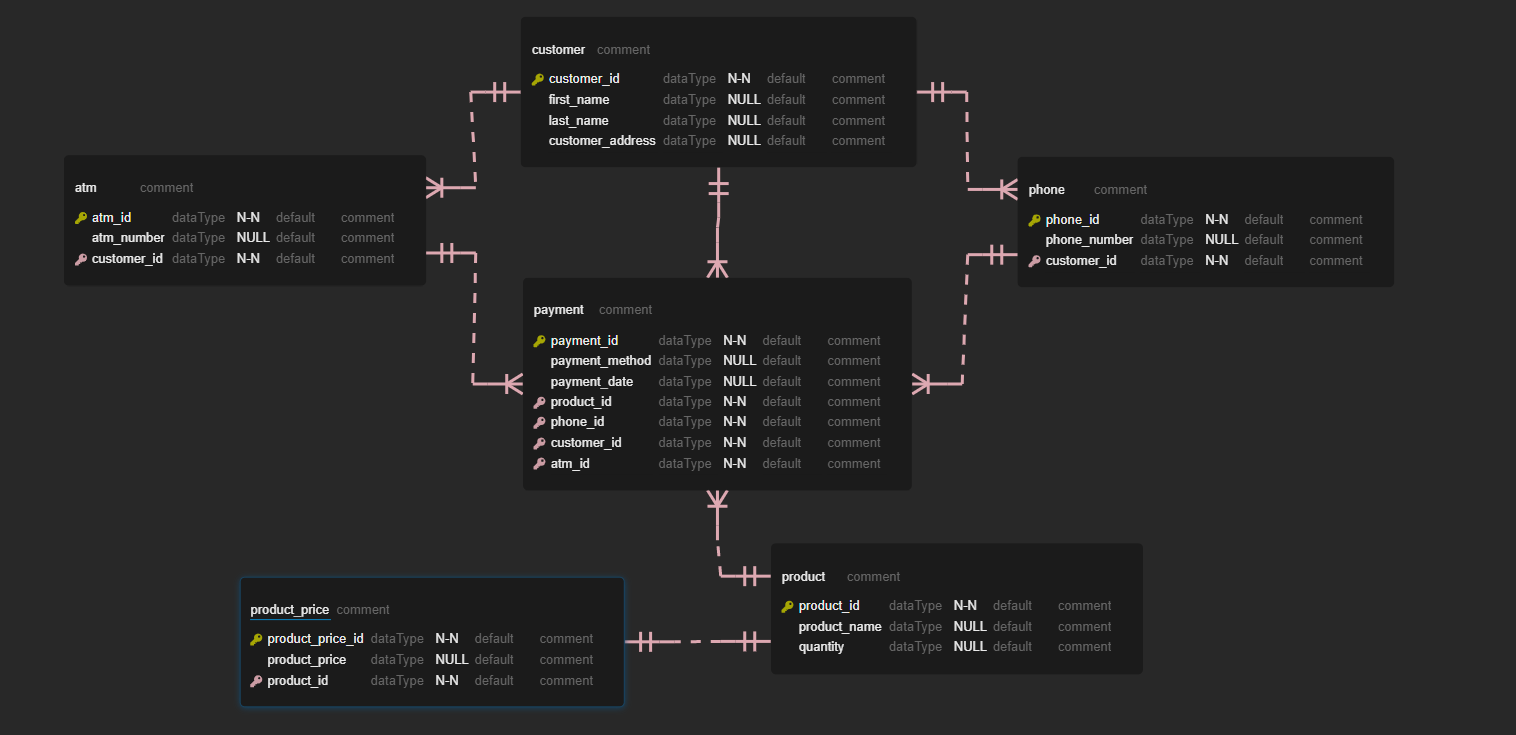 customer comment
customer_id dataType N-N default comment
first_name dataType NULL default comment
last_name dataType NULL default comment
customer_address dataType NULL default comment
atm comment
atm_id dataType N-N default comment
atm_number dataType NULL default comment
customer_id dataType N-N default comment
phone comment
phone_id dataType N-N default comment
phone_number dataType NULL default comment
customer_id dataType N-N default comment
payment comment
payment_id dataType N-N default comment
payment_method dataType NULL default comment
payment_date dataType NULL default comment
product_id dataType N-N default comment
phone_id dataType N-N default comment
customer_id dataType N-N default comment
atm_id dataType N-N default comment
product comment
product_id dataType N-N default comment
product_name dataType NULL default comment
quantity dataType NULL default comment
product_price comment
product_price_id dataType N-N default comment
product_price dataType NULL default comment
product_id dataType N-N default comment